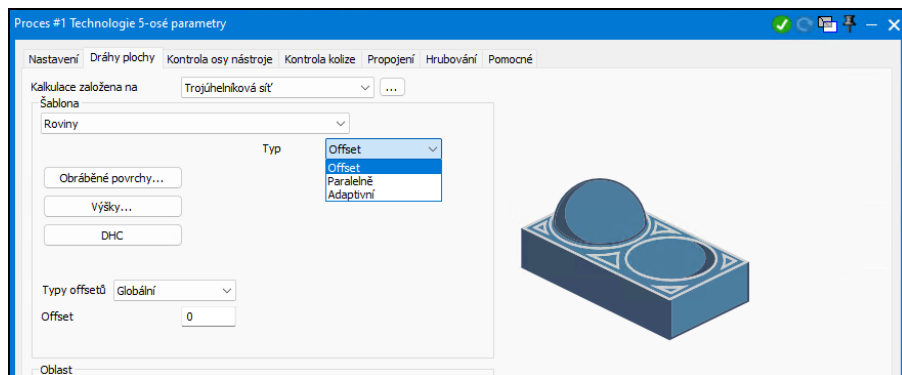 Proces #1 Technologie 5-osé parametry
Nastavení Dráhy plochy Kontrola osy nástroje Kontrola kolize Propojení Hrubování Pomocné
Kalkulace založena na Trojúhelníková síť ...
Šablona
Roviny
Typ Offset
Offset
Paralelně
Adaptivní
Obráběné povrchy...
Výšky...
DHC
Typy offsetů Globální
Offset 0
Oblast